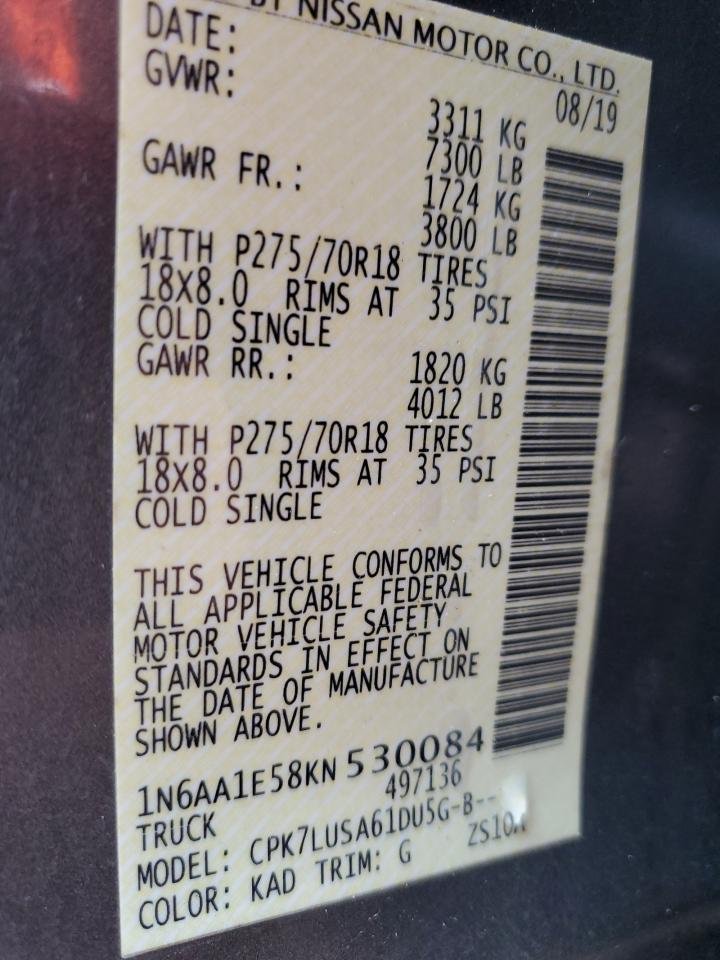 BY NISSAN MOTOR CO., LTD.
DATE: 08/19
GVWR: 3311 KG
7300 LB
GAWR FR.: 1724 KG
3800 LB
WITH P275/70R18 TIRES
18X8.0 RIMS AT 35 PSI
COLD SINGLE
GAWR RR.: 1820 KG
4012 LB
WITH P275/70R18 TIRES
18X8.0 RIMS AT 35 PSI
COLD SINGLE
THIS VEHICLE CONFORMS TO
ALL APPLICABLE FEDERAL
MOTOR VEHICLE SAFETY
STANDARDS IN EFFECT ON
THE DATE OF MANUFACTURE
SHOWN ABOVE.
1N6AA1E58KN 530084
TRUCK 497136
MODEL: CPK7LUSA61DU5G-B--
COLOR: KAD TRIM: G